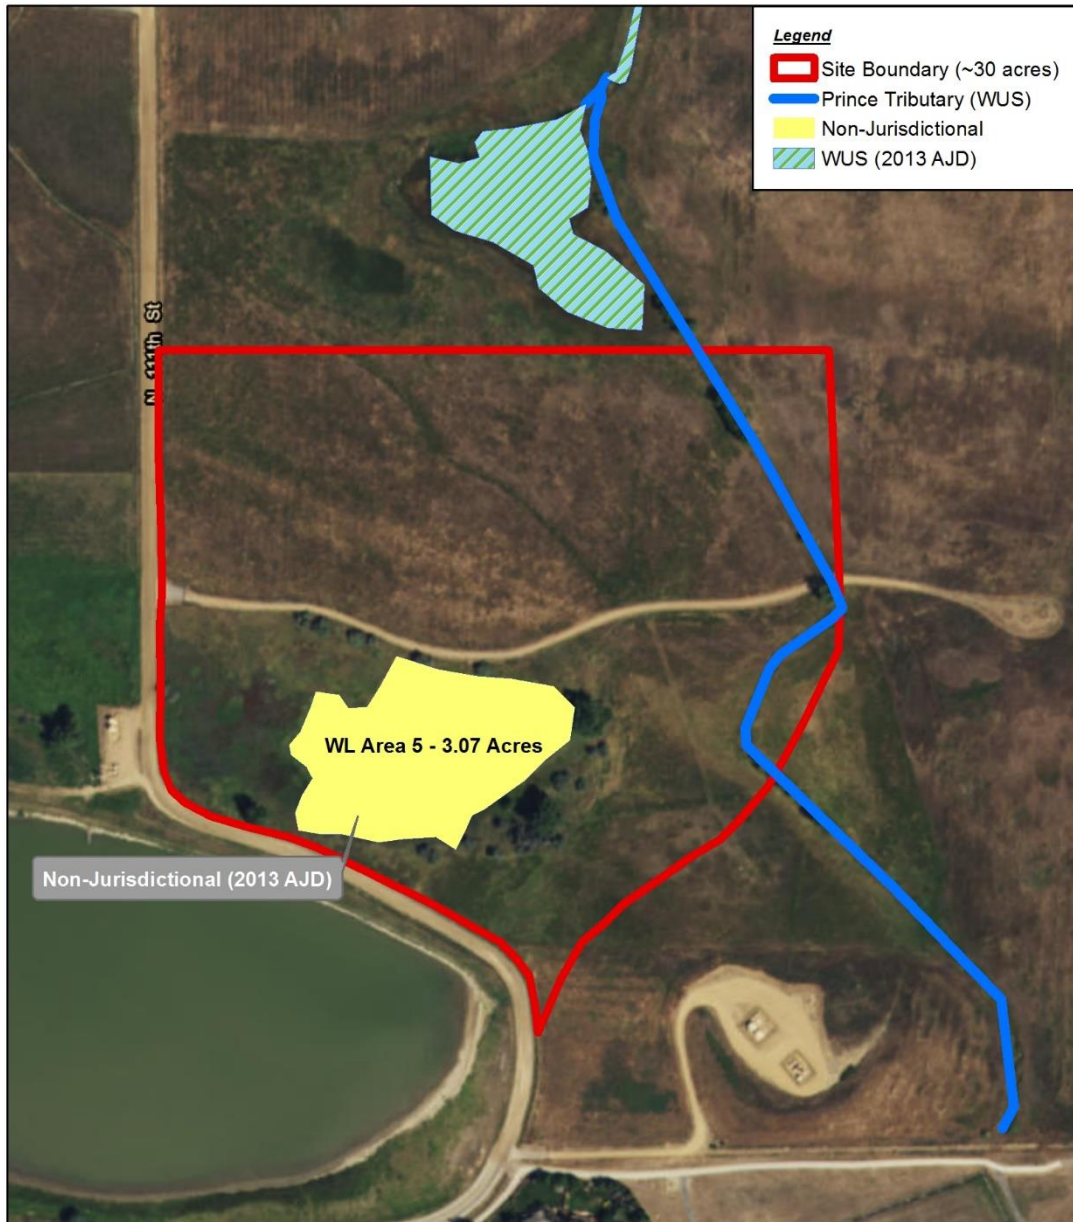 Legend
Site Boundary (~30 acres)
Prince Tributary (WUS)
Non-Jurisdictional
WUS (2013 AJD)
N 111th St
WL Area 5 - 3.07 Acres
Non-Jurisdictional (2013 AJD)